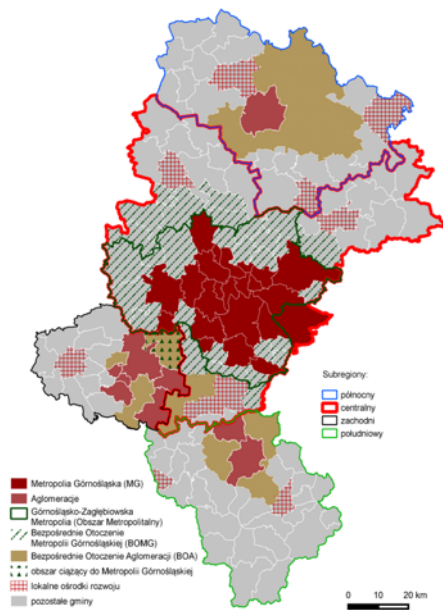 Subregiony:
północny
centralny
zachodni
południowy
Metropolia Górnośląska (MG)
Aglomeracje
Górnośląsko-Zagłębiowska
Metropolia (Obszar Metropolitalny)
Bezpośrednie Otoczenie
Metropolii Górnośląskiej (BOMG)
Bezpośrednie Otoczenie Aglomeracji (BOA)
obszar ciążący do Metropolii Górnośląskiej
lokalne ośrodki rozwoju
pozostałe gminy
0 10 20 km